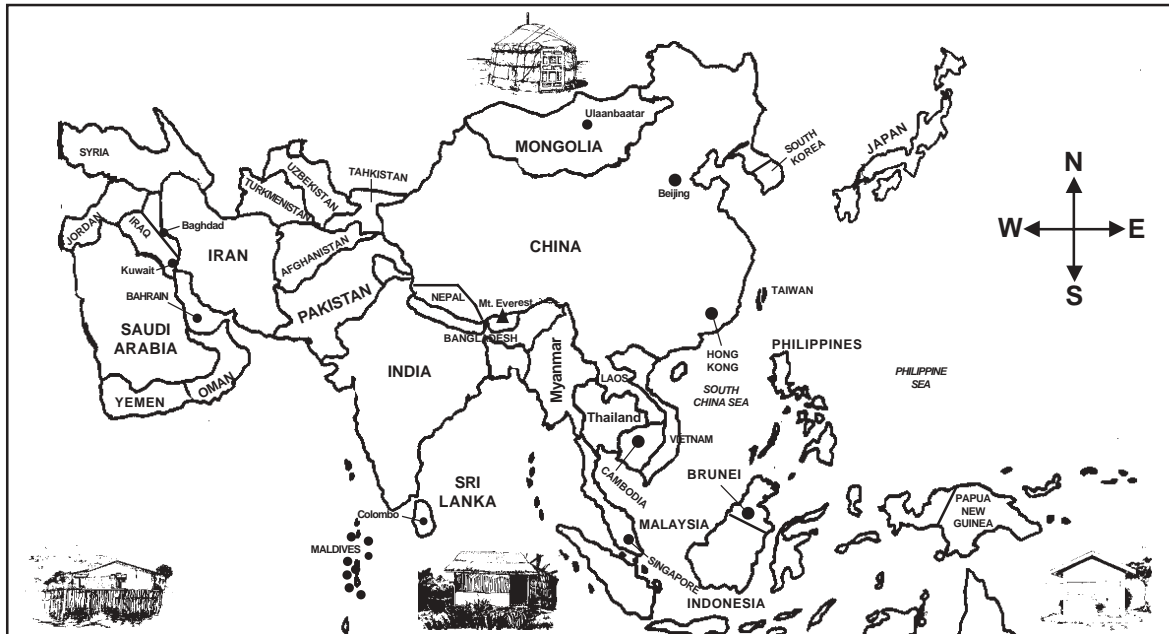 Ulaanbaatar
MONGOLIA
SOUTH
KOREA
JAPAN
SYRIA
TAHKISTAN
UZBEKISTAN
TURKMENISTAN
Beijing
N
W
E
S
JORDAN
IRAQ
Baghdad
IRAN
AFGHANISTAN
CHINA
Kuwait
BAHRAIN
PAKISTAN
NEPAL
Mt. Everest
TAIWAN
SAUDI
ARABIA
BANGLADESH
HONG
KONG
PHILIPPINES
INDIA
Myanmar
LAOS
SOUTH
CHINA SEA
PHILIPPINE
SEA
YEMEN
OMAN
Thailand
VIETNAM
CAMBODIA
SRI
LANKA
BRUNEI
Colombo
MALAYSIA
PAPUA
NEW
GUINEA
MALDIVES
SINGAPORE
INDONESIA